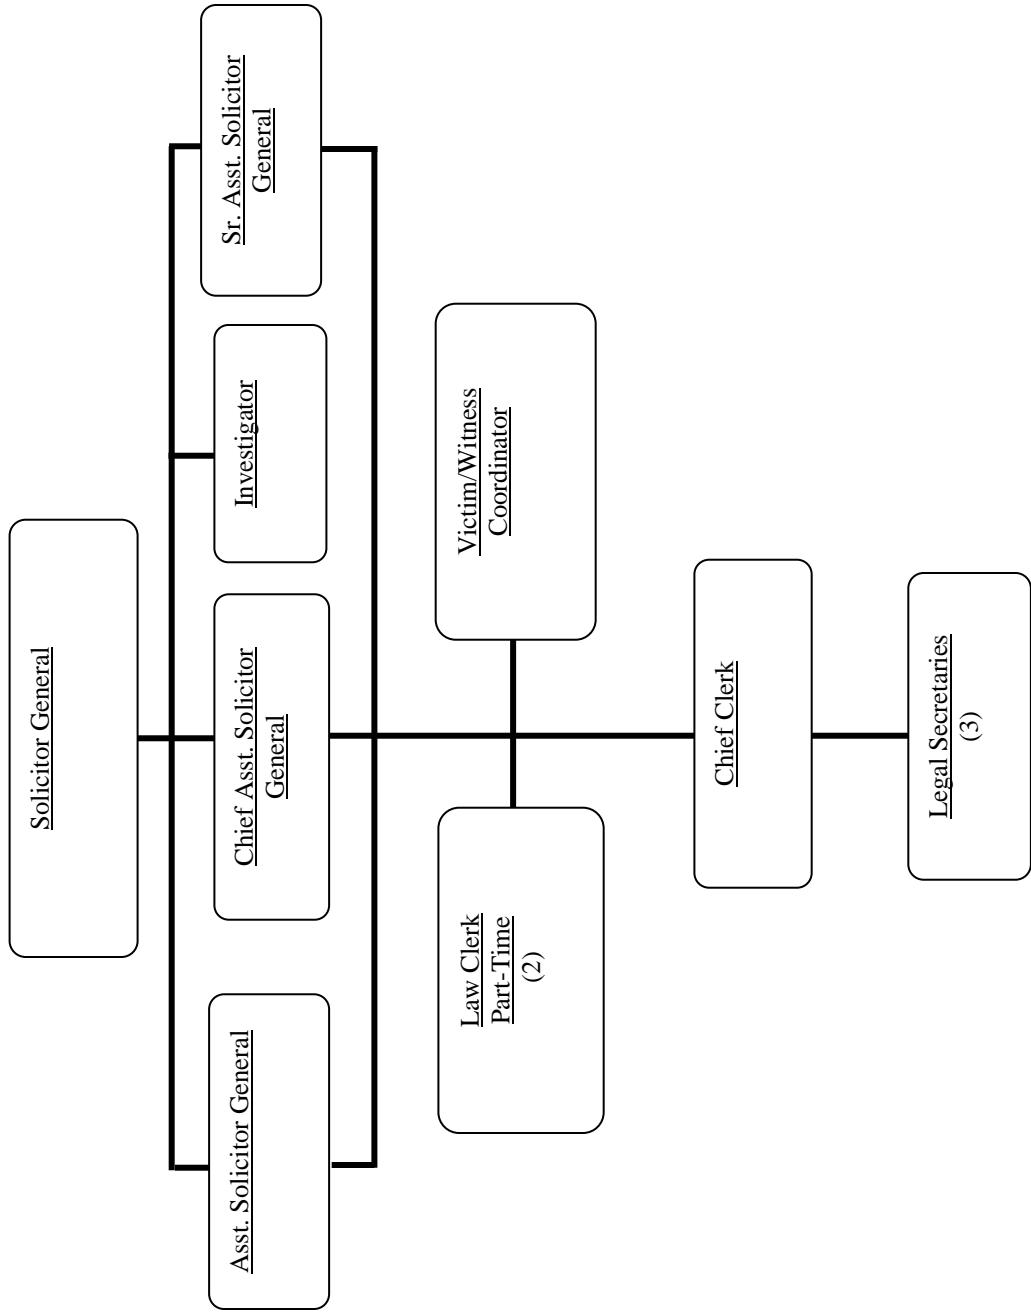 Solicitor General
Asst. Solicitor General
Chief Asst. Solicitor
General
Investigator
Sr. Asst. Solicitor
General
Law Clerk
Part-Time
(2)
Victim/Witness
Coordinator
Chief Clerk
Legal Secretaries
(3)